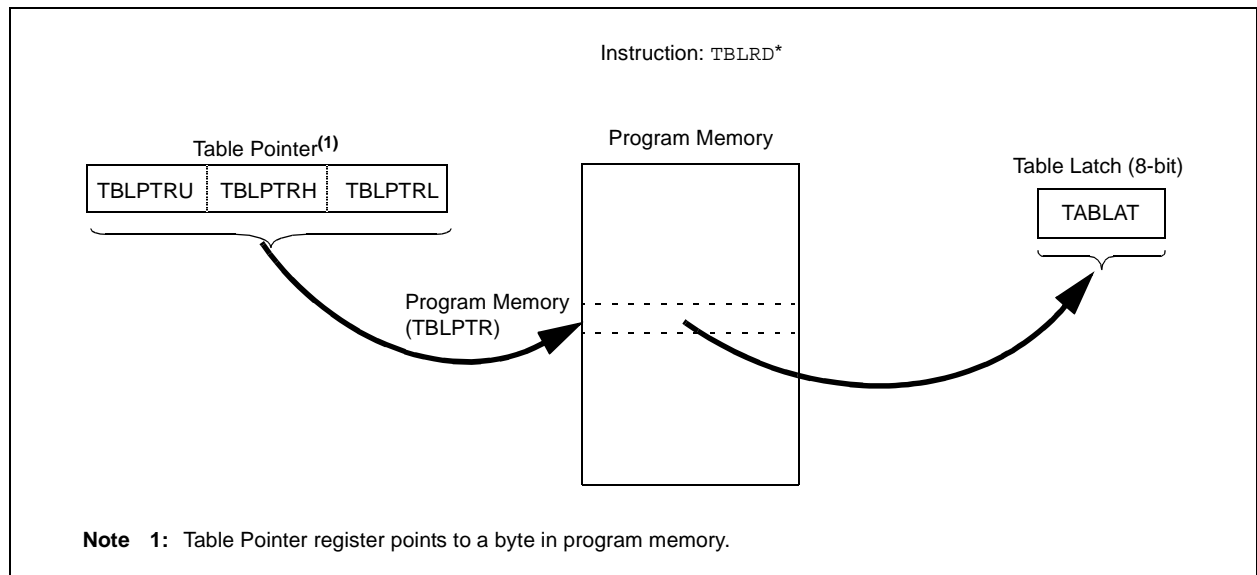 Instruction: TBLRD*
Table Pointer(1)
TBLPTRU TBLPTRH TBLPTRL
Program Memory
Table Latch (8-bit)
TABLAT
Program Memory
(TBLPTR)
Note 1: Table Pointer register points to a byte in program memory.